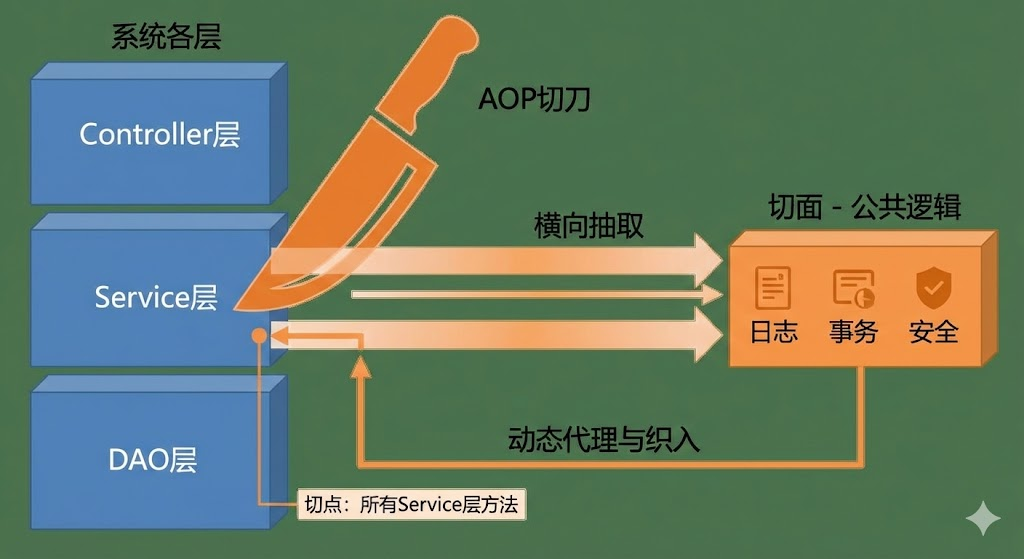 系统各层
Controller层
AOP切刀
横向抽取
切面 - 公共逻辑
Service层
日志 事务 安全
动态代理与织入
DAO层
切点：所有Service层方法